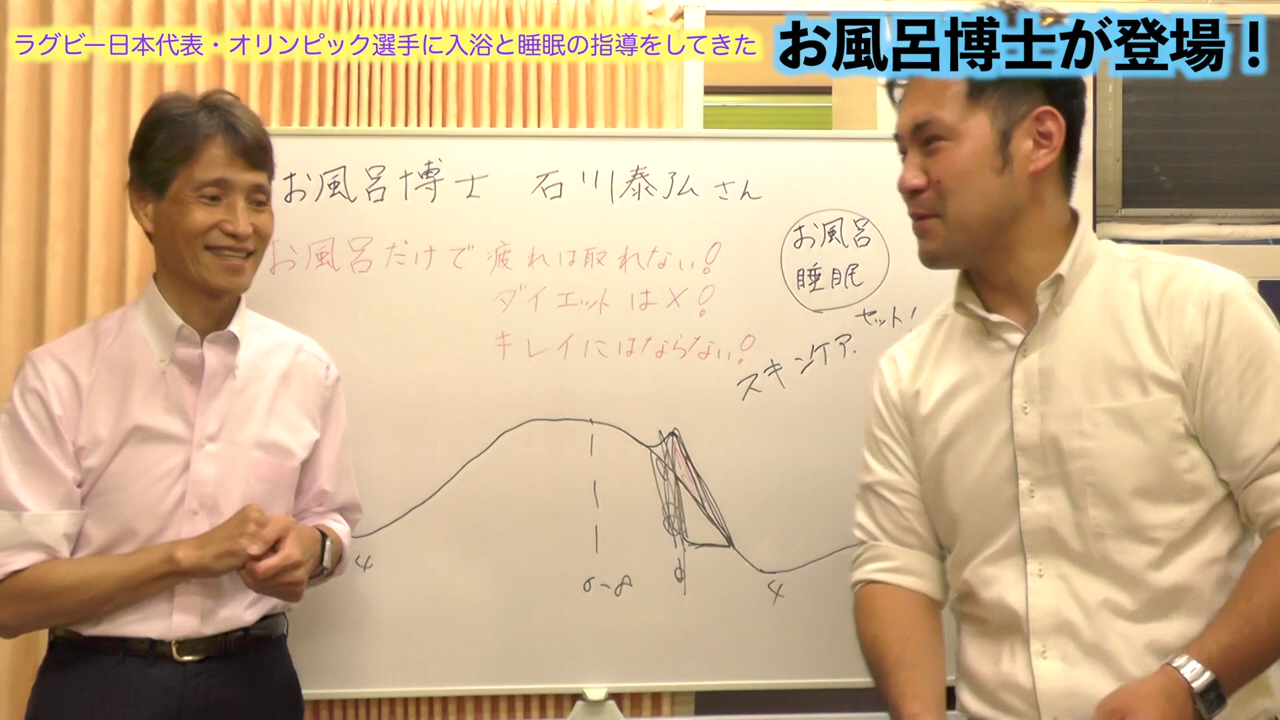 ラグビー日本代表・オリンピック選手に入浴と睡眠の指導をしてきた
お風呂博士が登場！
お風呂博士 石川泰弘さん
お風呂だけで疲れは取れない！
ダイエットは×！
キレイにはならない！
お風呂
睡眠
セット！
スキンケア
4
6~8
4